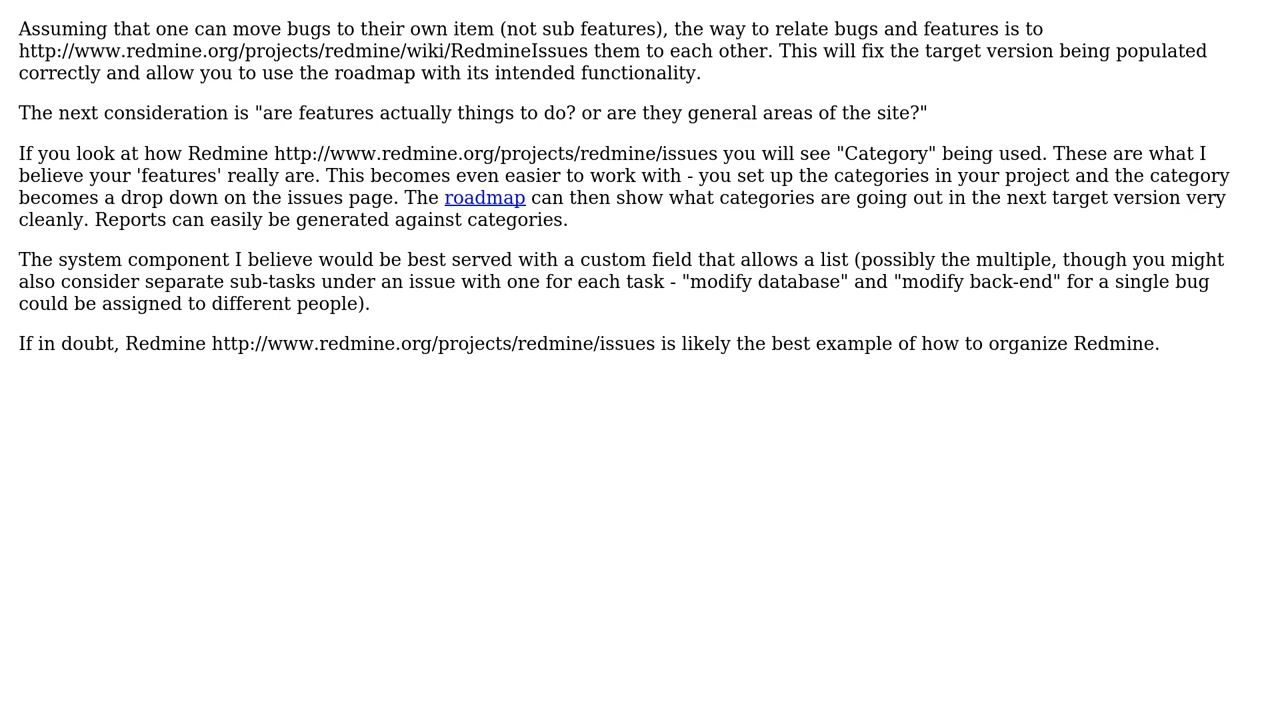 Assuming that one can move bugs to their own item (not sub features), the way to relate bugs and features is to
http://www.redmine.org/projects/redmine/wiki/RedmineIssues them to each other. This will fix the target version being populated
correctly and allow you to use the roadmap with its intended functionality.
The next consideration is "are features actually things to do? or are they general areas of the site?"
If you look at how Redmine http://www.redmine.org/projects/redmine/issues you will see "Category" being used. These are what I
believe your 'features' really are. This becomes even easier to work with - you set up the categories in your project and the category
becomes a drop down on the issues page. The roadmap can then show what categories are going out in the next target version very
cleanly. Reports can easily be generated against categories.
The system component I believe would be best served with a custom field that allows a list (possibly the multiple, though you might
also consider separate sub-tasks under an issue with one for each task - "modify database" and "modify back-end" for a single bug
could be assigned to different people).
If in doubt, Redmine http://www.redmine.org/projects/redmine/issues is likely the best example of how to organize Redmine.